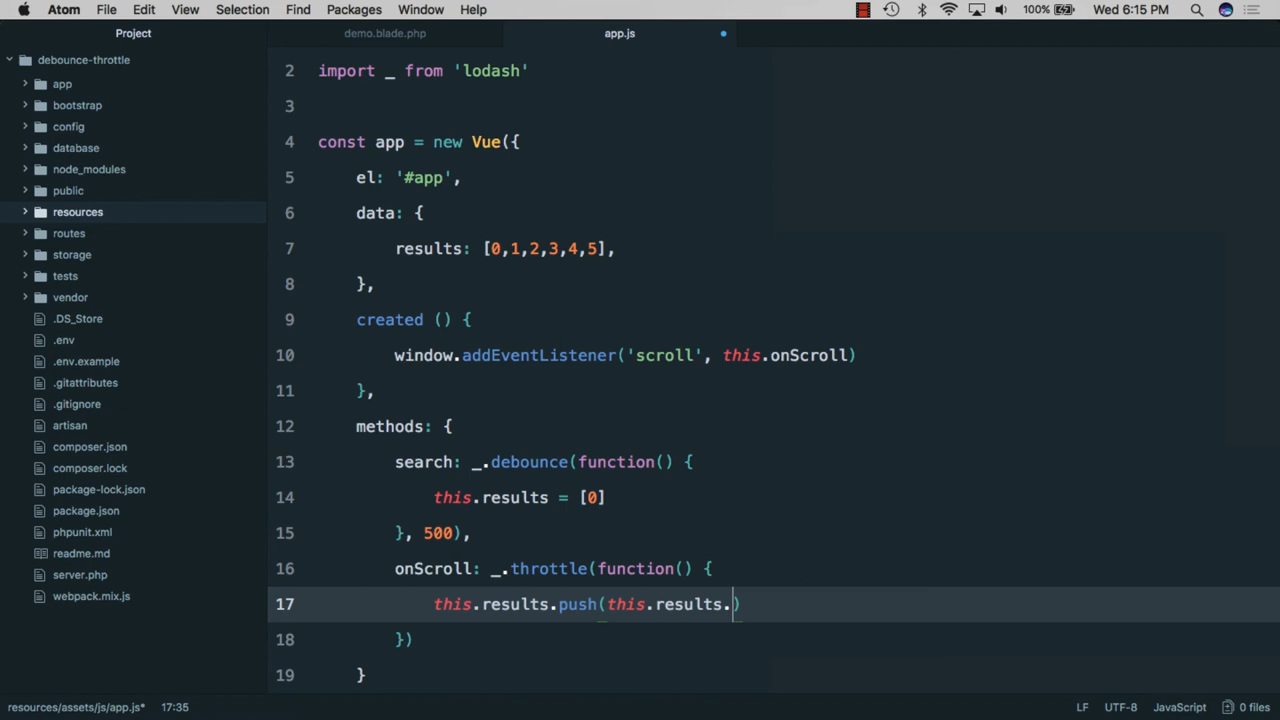 Atom File Edit View Selection Find Packages Window Help 100% Wed 6:15 PM
Project
demo.blade.php
app.js
debounce-throttle
app
bootstrap
config
database
node_modules
public
resources
routes
storage
tests
vendor
.DS_Store
.env
.env.example
.gitattributes
.gitignore
artisan
composer.json
composer.lock
package-lock.json
package.json
phpunit.xml
readme.md
server.php
webpack.mix.js
2 import _ from 'lodash'
3
4 const app = new Vue({
5 el: '#app',
6 data: {
7 results: [0,1,2,3,4,5],
8 },
9 created () {
10 window.addEventListener('scroll', this.onScroll)
11 },
12 methods: {
13 search: _.debounce(function() {
14 this.results = [0]
15 }, 500),
16 onScroll: _.throttle(function() {
17 this.results.push(this.results.)
18 })
19 }
resources/assets/js/app.js* 17:35
LF UTF-8 JavaScript 0 files